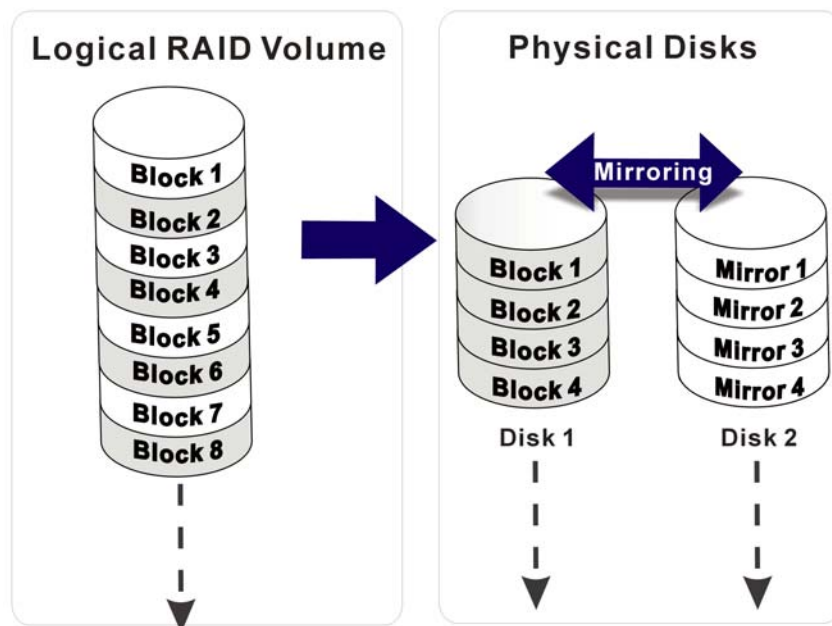 Logical RAID Volume
Block 1
Block 2
Block 3
Block 4
Block 5
Block 6
Block 7
Block 8
Physical Disks
Mirroring
Block 1
Block 2
Block 3
Block 4
Disk 1
Mirror 1
Mirror 2
Mirror 3
Mirror 4
Disk 2